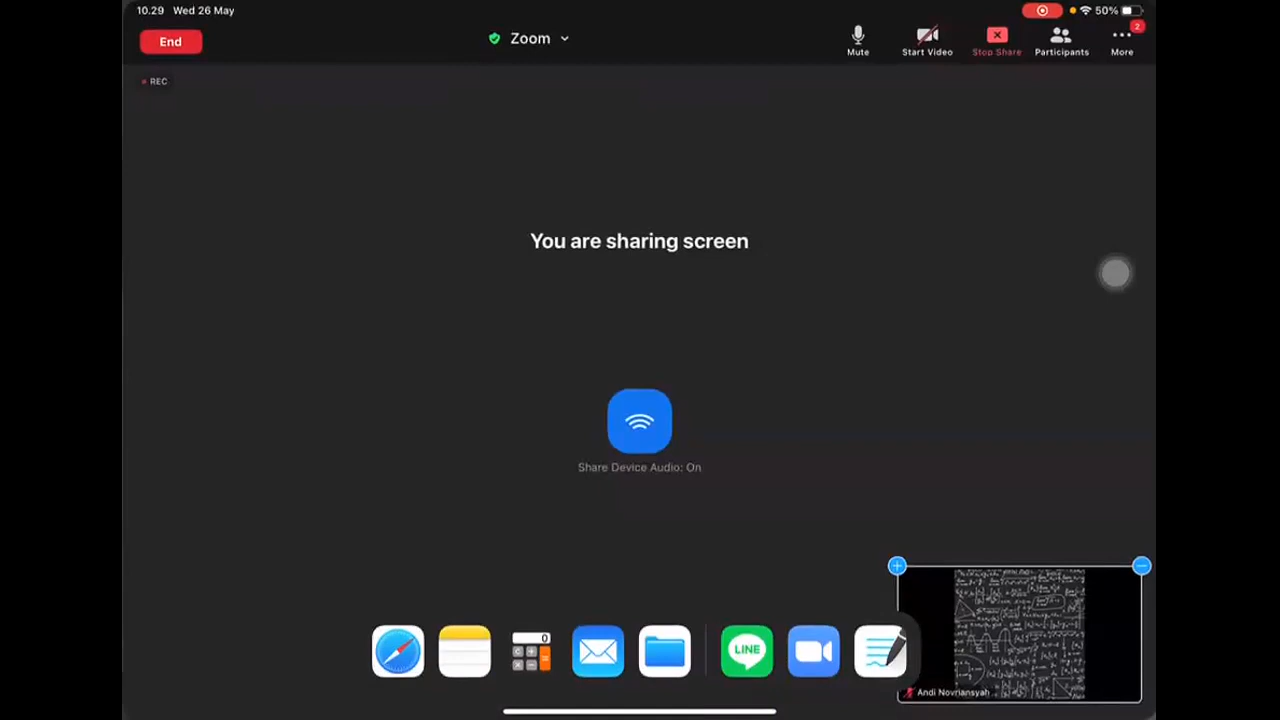 10.29 Wed 26 May
50%
End
Zoom
Mute
Start Video
Stop Share
Participants
2
More
REC
You are sharing screen
Share Device Audio: On
0
LINE
Andi Novriansyah